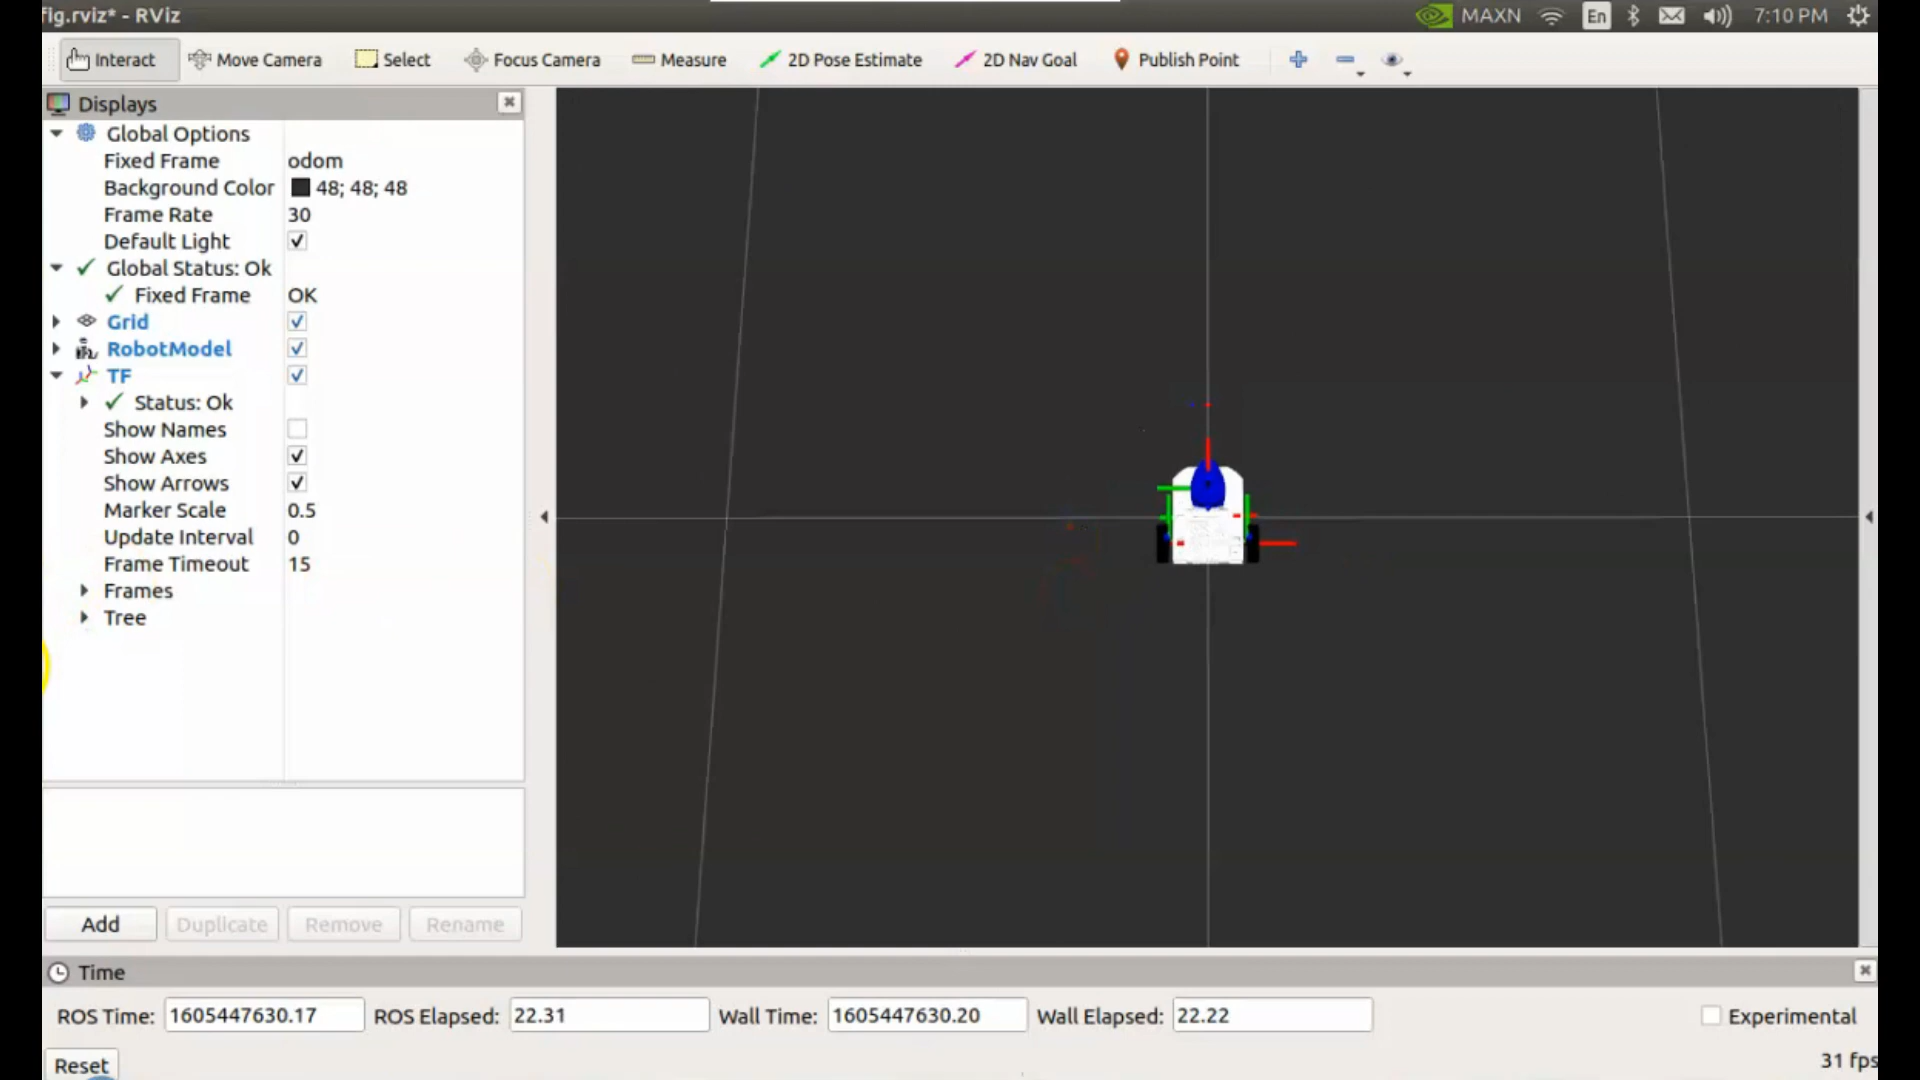 fig.rviz* - RViz
MAXN En 7:10 PM
Interact Move Camera Select Focus Camera Measure 2D Pose Estimate 2D Nav Goal Publish Point
Displays
Global Options
Fixed Frame odom
Background Color 48; 48; 48
Frame Rate 30
Default Light
Global Status: Ok
Fixed Frame OK
Grid
RobotModel
TF
Status: Ok
Show Names
Show Axes
Show Arrows
Marker Scale 0.5
Update Interval 0
Frame Timeout 15
Frames
Tree
Add Duplicate Remove Rename
Time
ROS Time: 1605447630.17 ROS Elapsed: 22.31 Wall Time: 1605447630.20 Wall Elapsed: 22.22 Experimental
Reset 31 fps